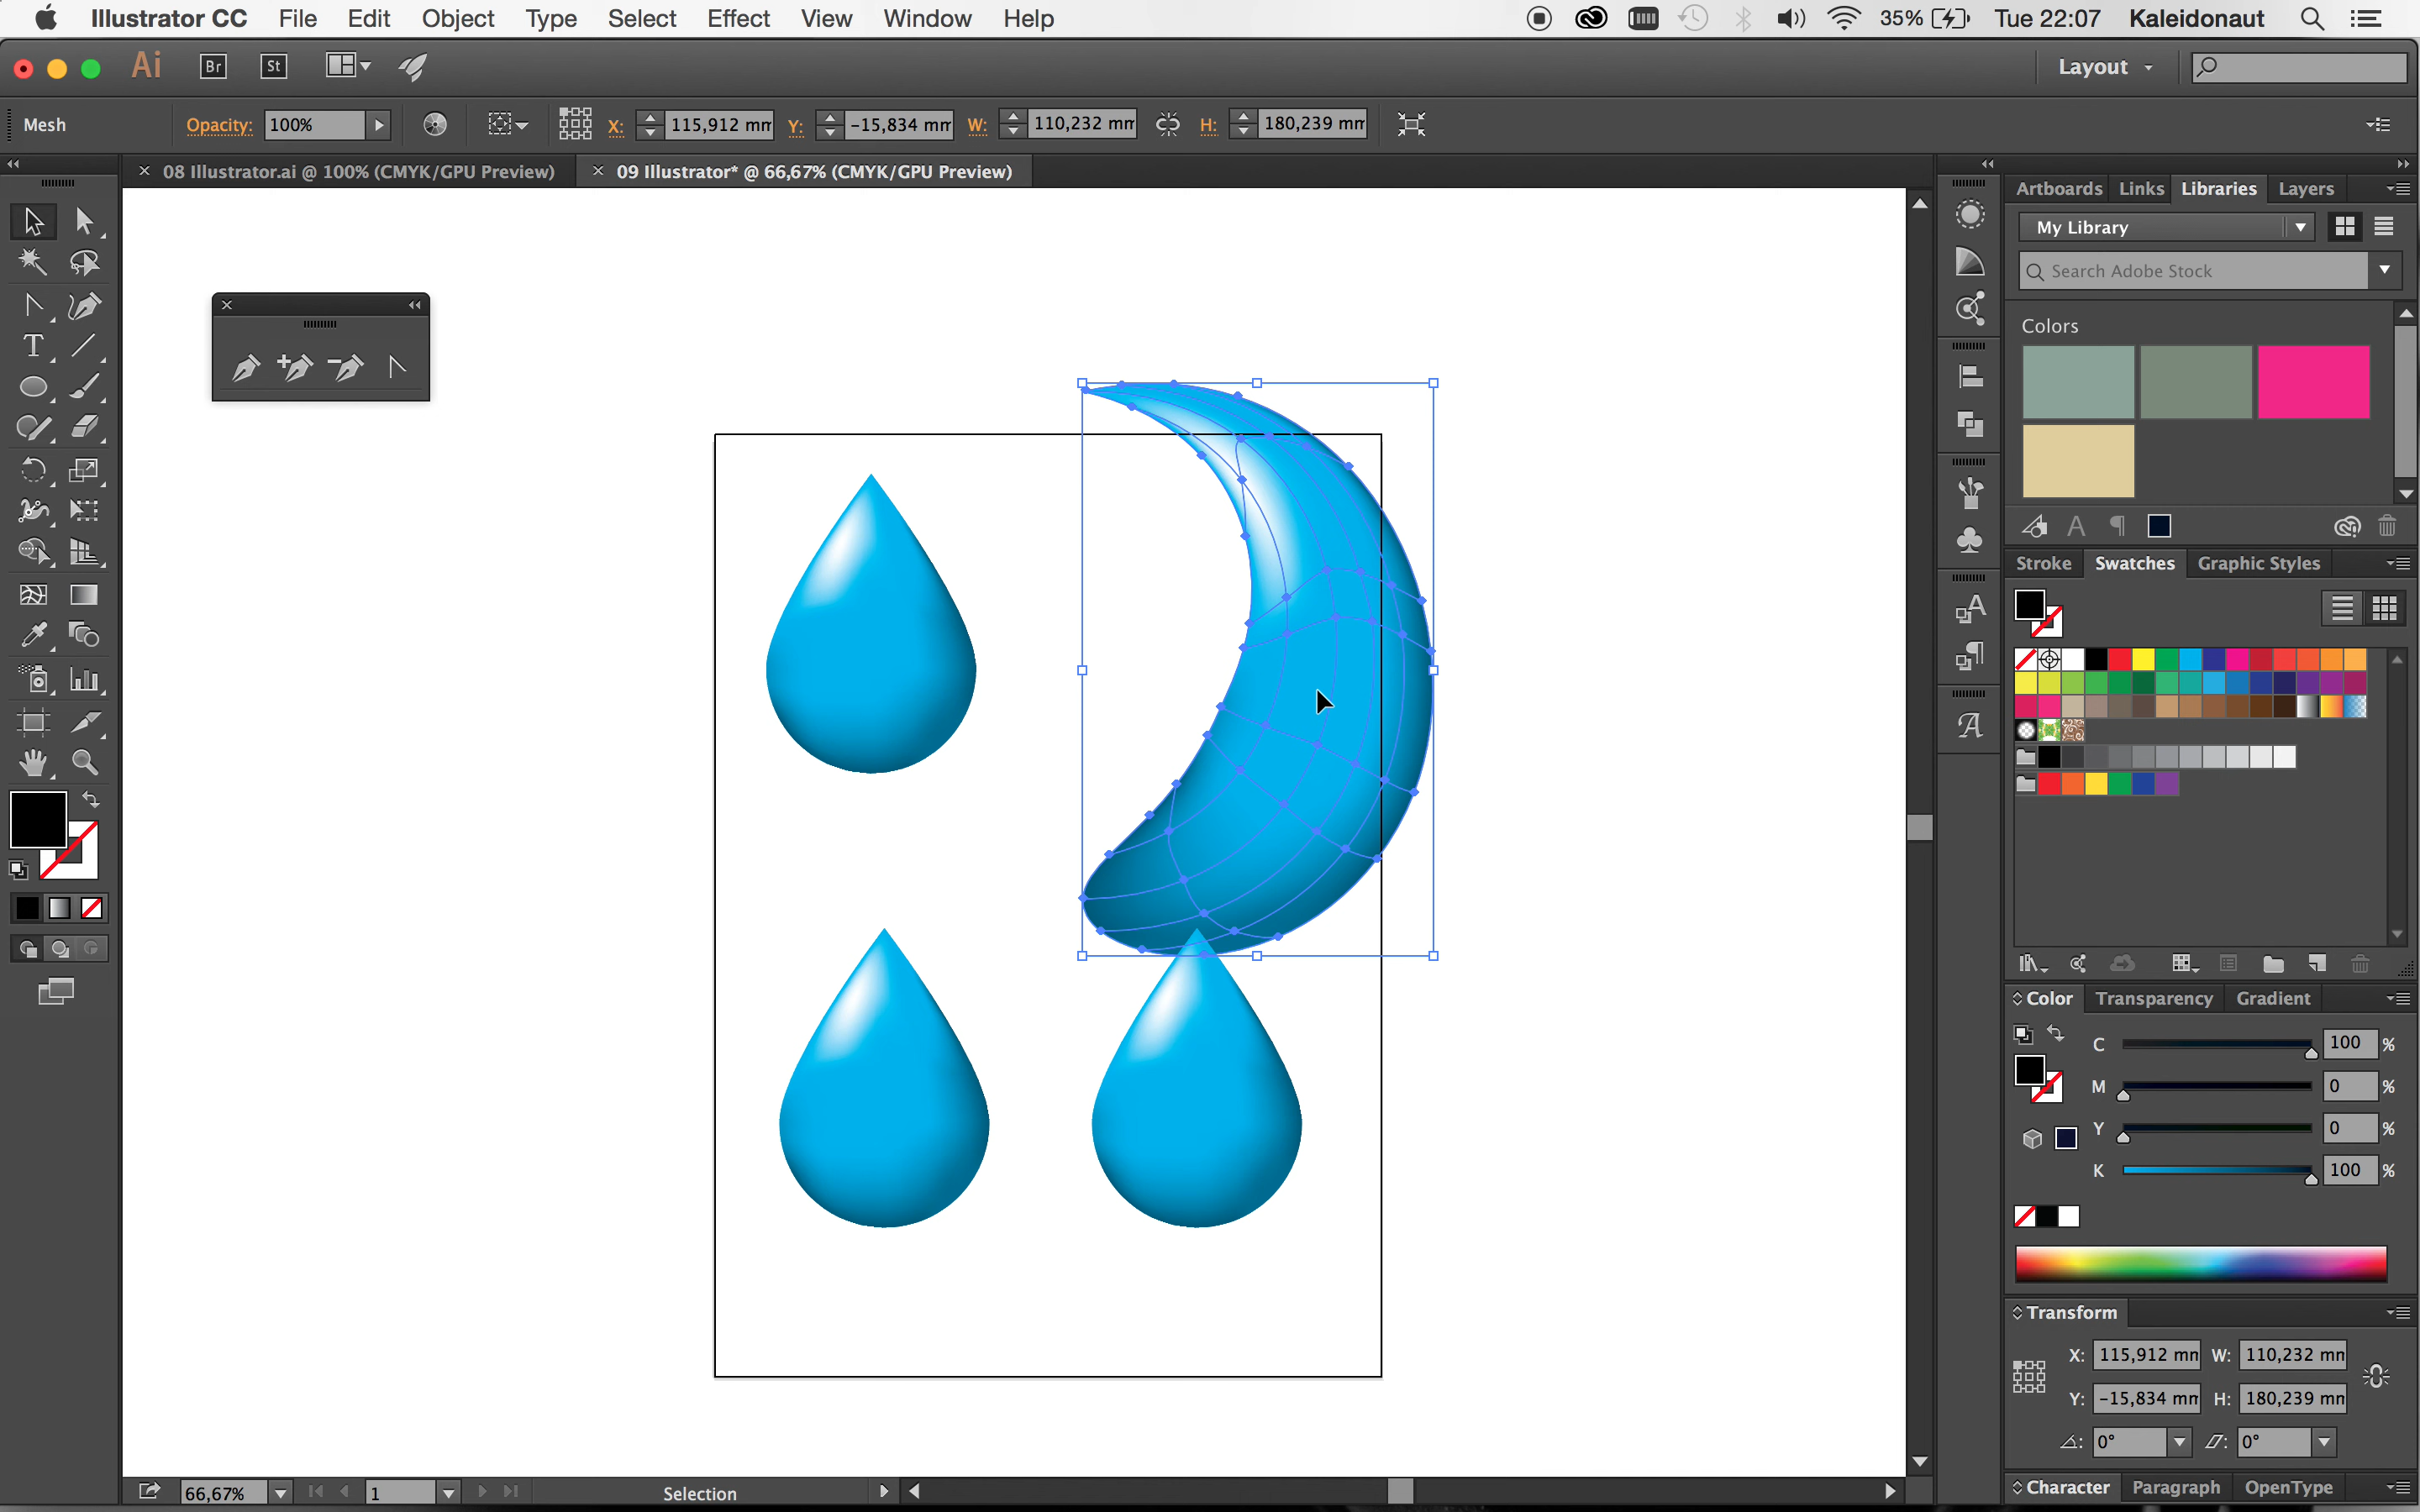 Illustrator CC File Edit Object Type Select Effect View Window Help 35% Tue 22:07 Kaleidonaut
Ai Br St Layout
Mesh Opacity: 100% X: 115,912 mm Y: -15,834 mm W: 110,232 mm H: 180,239 mm
× 08 Illustrator.ai @ 100% (CMYK/GPU Preview) × 09 Illustrator* @ 66,67% (CMYK/GPU Preview)
Artboards Links Libraries Layers
My Library
Search Adobe Stock
Colors
Stroke Swatches Graphic Styles
Color Transparency Gradient
C 100 %
M 0 %
Y 0 %
K 100 %
Transform
X: 115,912 mm W: 110,232 mm
Y: -15,834 mm H: 180,239 mm
0° 0°
Character Paragraph OpenType
66,67% 1 Selection